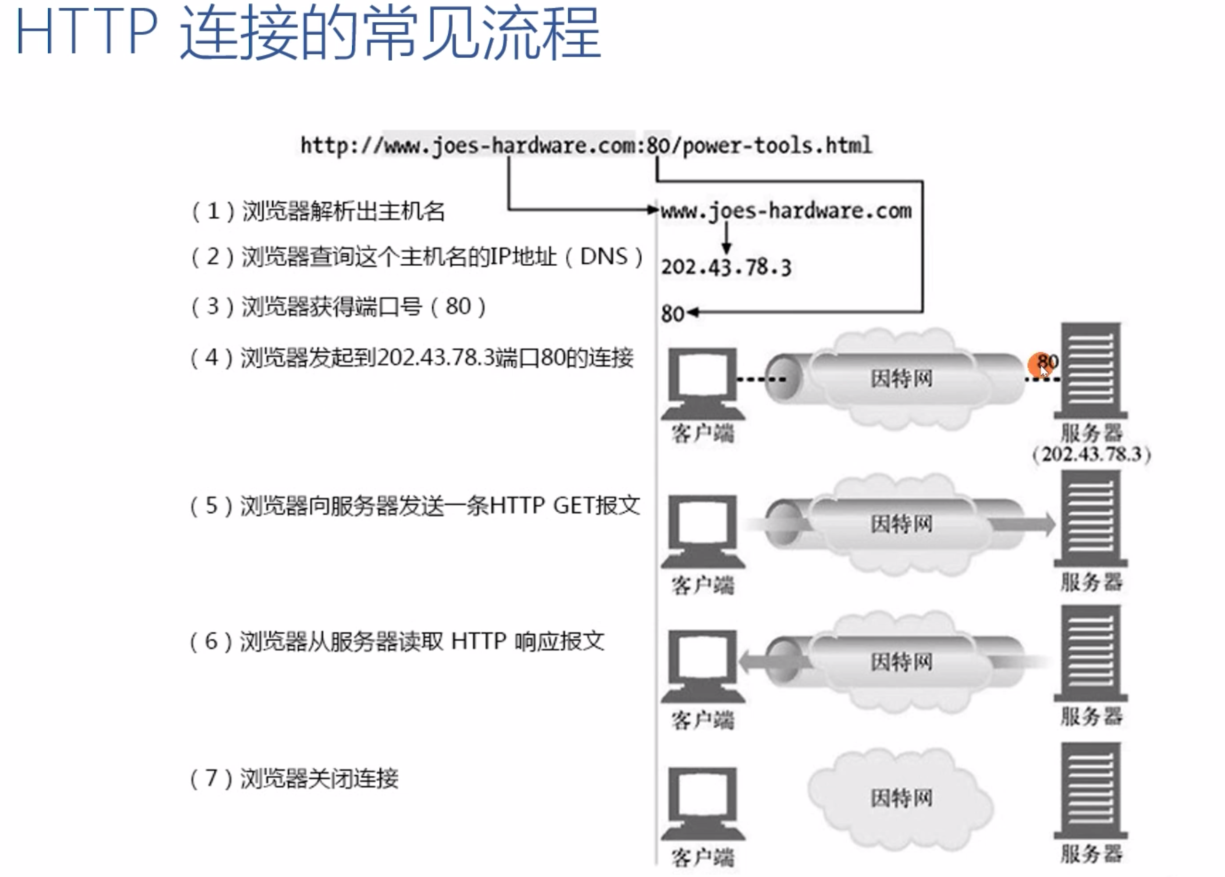 HTTP 连接的常见流程
http://www.joes-hardware.com:80/power-tools.html
（1）浏览器解析出主机名
www.joes-hardware.com
（2）浏览器查询这个主机名的IP地址（DNS）
202.43.78.3
（3）浏览器获得端口号（80）
80
（4）浏览器发起到202.43.78.3端口80的连接
因特网
80
客户端
服务器
(202.43.78.3)
（5）浏览器向服务器发送一条HTTP GET报文
因特网
客户端
服务器
（6）浏览器从服务器读取 HTTP 响应报文
因特网
客户端
服务器
（7）浏览器关闭连接
因特网
客户端
服务器